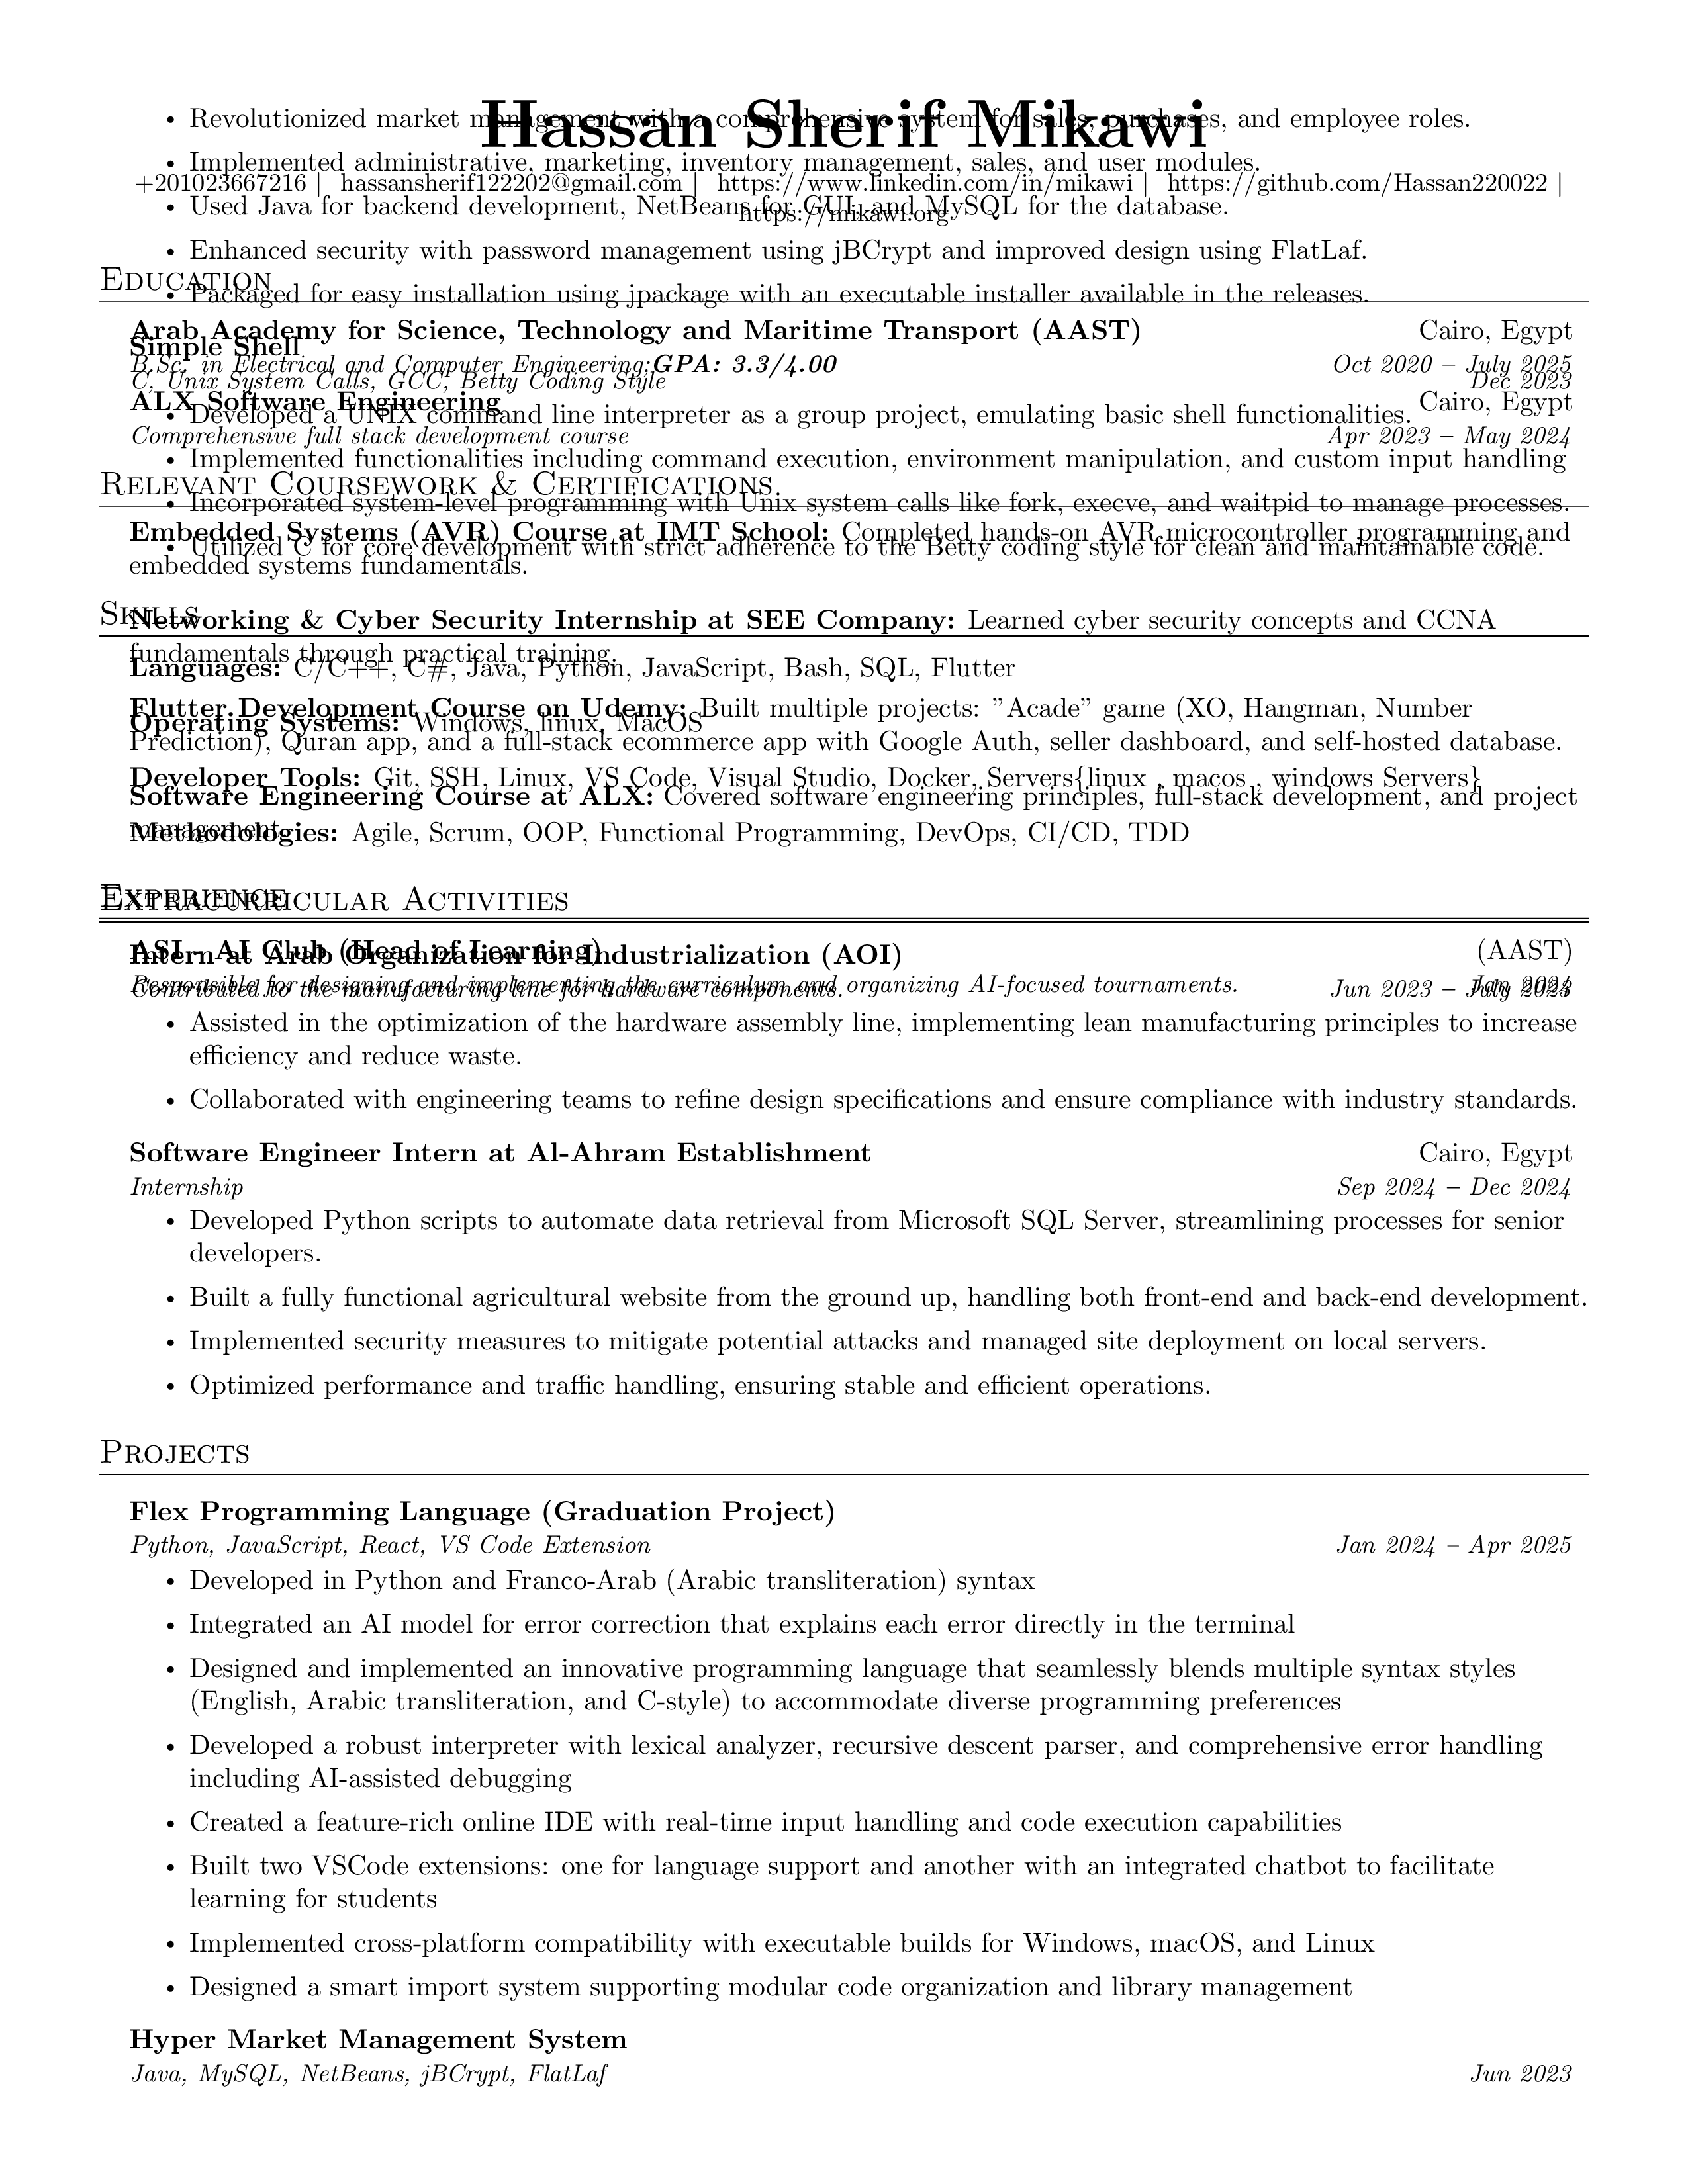 Hassan Sherif Mikawi
+201023667216 | hassansherif122202@gmail.com | https://www.linkedin.com/in/mikawi | https://github.com/Hassan220022 |
https://mikawi.org
Education
Arab Academy for Science, Technology and Maritime Transport (AAST) Cairo, Egypt
B.Sc. in Electrical and Computer Engineering;GPA: 3.3/4.00 Oct 2020 – July 2025
ALX Software Engineering Cairo, Egypt
Comprehensive full stack development course Apr 2023 – May 2024
Relevant Coursework & Certifications
Embedded Systems (AVR) Course at IMT School: Completed hands-on AVR microcontroller programming and
embedded systems fundamentals.
Networking & Cyber Security Internship at SEE Company: Learned cyber security concepts and CCNA
fundamentals through practical training.
Flutter Development Course on Udemy: Built multiple projects: "Acade" game (XO, Hangman, Number
Prediction), Quran app, and a full-stack ecommerce app with Google Auth, seller dashboard, and self-hosted database.
Software Engineering Course at ALX: Covered software engineering principles, full-stack development, and project
management.
Experience
Intern at Arab Organization for Industrialization (AOI)
Contributed to the manufacturing line for hardware components. Jun 2023 – July 2023
• Assisted in the optimization of the hardware assembly line, implementing lean manufacturing principles to increase
efficiency and reduce waste.
• Collaborated with engineering teams to refine design specifications and ensure compliance with industry standards.
Software Engineer Intern at Al-Ahram Establishment Cairo, Egypt
Internship Sep 2024 – Dec 2024
• Developed Python scripts to automate data retrieval from Microsoft SQL Server, streamlining processes for senior
developers.
• Built a fully functional agricultural website from the ground up, handling both front-end and back-end development.
• Implemented security measures to mitigate potential attacks and managed site deployment on local servers.
• Optimized performance and traffic handling, ensuring stable and efficient operations.
Projects
Flex Programming Language (Graduation Project)
Python, JavaScript, React, VS Code Extension Jan 2024 – Apr 2025
• Developed in Python and Franco-Arab (Arabic transliteration) syntax
• Integrated an AI model for error correction that explains each error directly in the terminal
• Designed and implemented an innovative programming language that seamlessly blends multiple syntax styles
(English, Arabic transliteration, and C-style) to accommodate diverse programming preferences
• Developed a robust interpreter with lexical analyzer, recursive descent parser, and comprehensive error handling
including AI-assisted debugging
• Created a feature-rich online IDE with real-time input handling and code execution capabilities
• Built two VSCode extensions: one for language support and another with an integrated chatbot to facilitate
learning for students
• Implemented cross-platform compatibility with executable builds for Windows, macOS, and Linux
• Designed a smart import system supporting modular code organization and library management
Hyper Market Management System
Java, MySQL, NetBeans, jBCrypt, FlatLaf Jun 2023
• Revolutionized market management with a comprehensive system for sales, purchases, and employee roles.
• Implemented administrative, marketing, inventory management, sales, and user modules.
• Used Java for backend development, NetBeans for GUI, and MySQL for the database.
• Enhanced security with password management using jBCrypt and improved design using FlatLaf.
• Packaged for easy installation using jpackage with an executable installer available in the releases.
Simple Shell
C, Unix System Calls, GCC, Betty Coding Style Dec 2023
• Developed a UNIX command line interpreter as a group project, emulating basic shell functionalities.
• Implemented functionalities including command execution, environment manipulation, and custom input handling
• Incorporated system-level programming with Unix system calls like fork, execve, and waitpid to manage processes.
• Utilized C for core development with strict adherence to the Betty coding style for clean and maintainable code.
Skills
Languages: C/C++, C#, Java, Python, JavaScript, Bash, SQL, Flutter
Operating Systems: Windows, linux, MacOS
Developer Tools: Git, SSH, Linux, VS Code, Visual Studio, Docker, Servers{linux , macos , windows Servers}
Methodologies: Agile, Scrum, OOP, Functional Programming, DevOps, CI/CD, TDD
Extracurricular Activities
ASI - AI Club (Head of Learning) (AAST)
Responsible for designing and implementing the curriculum and organizing AI-focused tournaments. Jan 2024